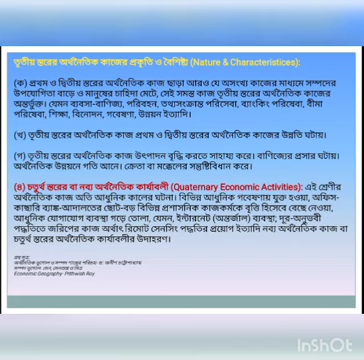 তৃতীয় স্তরের অর্থনৈতিক কাজের প্রকৃতি ও বৈশিষ্ট্য (Nature & Characteristices):
(ক) প্রথম ও দ্বিতীয় স্তরের অর্থনৈতিক কাজ ছাড়া আরও যে অসংখ্য কাজের মাধ্যমে সম্পদের
উপযোগিতা বাড়ে ও মানুষের চাহিদা মেটে, সেই সমস্ত কাজ তৃতীয় স্তরের অর্থনৈতিক কাজের
অন্তর্ভুক্ত। যেমন ব্যবসা-বাণিজ্য, পরিবহন, তথ্যসংক্রান্ত পরিসেবা, ব্যাংকিং পরিষেবা, বীমা
পরিষেবা, শিক্ষা, বিনোদন, গবেষণা, উন্নয়ন ইত্যাদি।
(খ) তৃতীয় স্তরের অর্থনৈতিক কাজ প্রথম ও দ্বিতীয় স্তরের অর্থনৈতিক কাজের উন্নতি ঘটায়।
(গ) তৃতীয় স্তরের অর্থনৈতিক কাজ উৎপাদন বৃদ্ধি করতে সাহায্য করে। বাণিজ্যের প্রসার ঘটায়।
অর্থনৈতিক উন্নয়নে গতি আনে। ক্রেতা বা মক্কেলের সন্তুষ্টিবিধান করে।
(৪) চতুর্থ স্তরের বা নব্য অর্থনৈতিক কার্যাবলী (Quaternary Economic Activities): এই শ্রেণীর
অর্থনৈতিক কাজ অতি আধুনিক কালের ঘটনা। বিভিন্ন আধুনিক গবেষণায় যুক্ত হওয়া, অফিস-
কাছারি ব্যাঙ্ক-আদালতের ছোট-বড় বিভিন্ন প্রশাসনিক কাজকর্মকে বৃত্তি হিসেবে বেছে নেওয়া,
আধুনিক যোগাযোগ ব্যবস্থা গড়ে তোলা, যেমন, ইন্টারনেট (অন্তর্জাল) ব্যবস্থা; দূর-অনুভবী
পদ্ধতিতে জরিপের কাজ অর্থাৎ রিমোট সেনসিং পদ্ধতির প্রয়োগ ইত্যাদি নব্য অর্থনৈতিক কাজ বা
চতুর্থ স্তরের অর্থনৈতিক কার্যাবলীর উদাহরণ।
Economic Geography- Prithwish Roy
InShOt